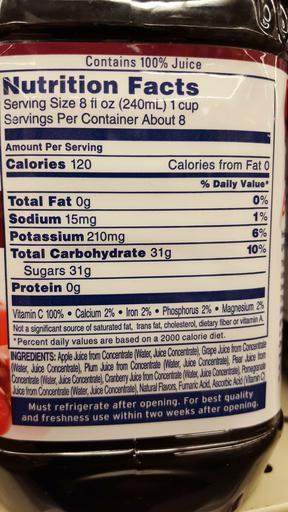 Contains 100% Juice
Nutrition Facts
Serving Size 8 fl oz (240mL) 1 cup
Servings Per Container About 8
Amount Per Serving
Calories 120 Calories from Fat 0
% Daily Value*
Total Fat 0g 0%
Sodium 15mg 1%
Potassium 210mg 6%
Total Carbohydrate 31g 10%
Sugars 31g
Protein 0g
Vitamin C 100% • Calcium 2% • Iron 2% • Phosphorus 2% • Magnesium 2%
Not a significant source of saturated fat, trans fat, cholesterol, dietary fiber or vitamin A.
*Percent daily values are based on a 2000 calorie diet.
INGREDIENTS: Apple Juice from Concentrate (Water, Juice Concentrate), Grape Juice from Concentrate
(Water, Juice Concentrate), Plum Juice from Concentrate (Water, Juice Concentrate), Pear Juice from
Concentrate (Water, Juice Concentrate), Cranberry Juice from Concentrate (Water, Juice Concentrate), Pomegranate
Juice from Concentrate (Water, Juice Concentrate), Natural Flavors, Fumaric Acid, Ascorbic Acid (Vitamin C)
Must refrigerate after opening. For best quality
and freshness use within two weeks after opening.